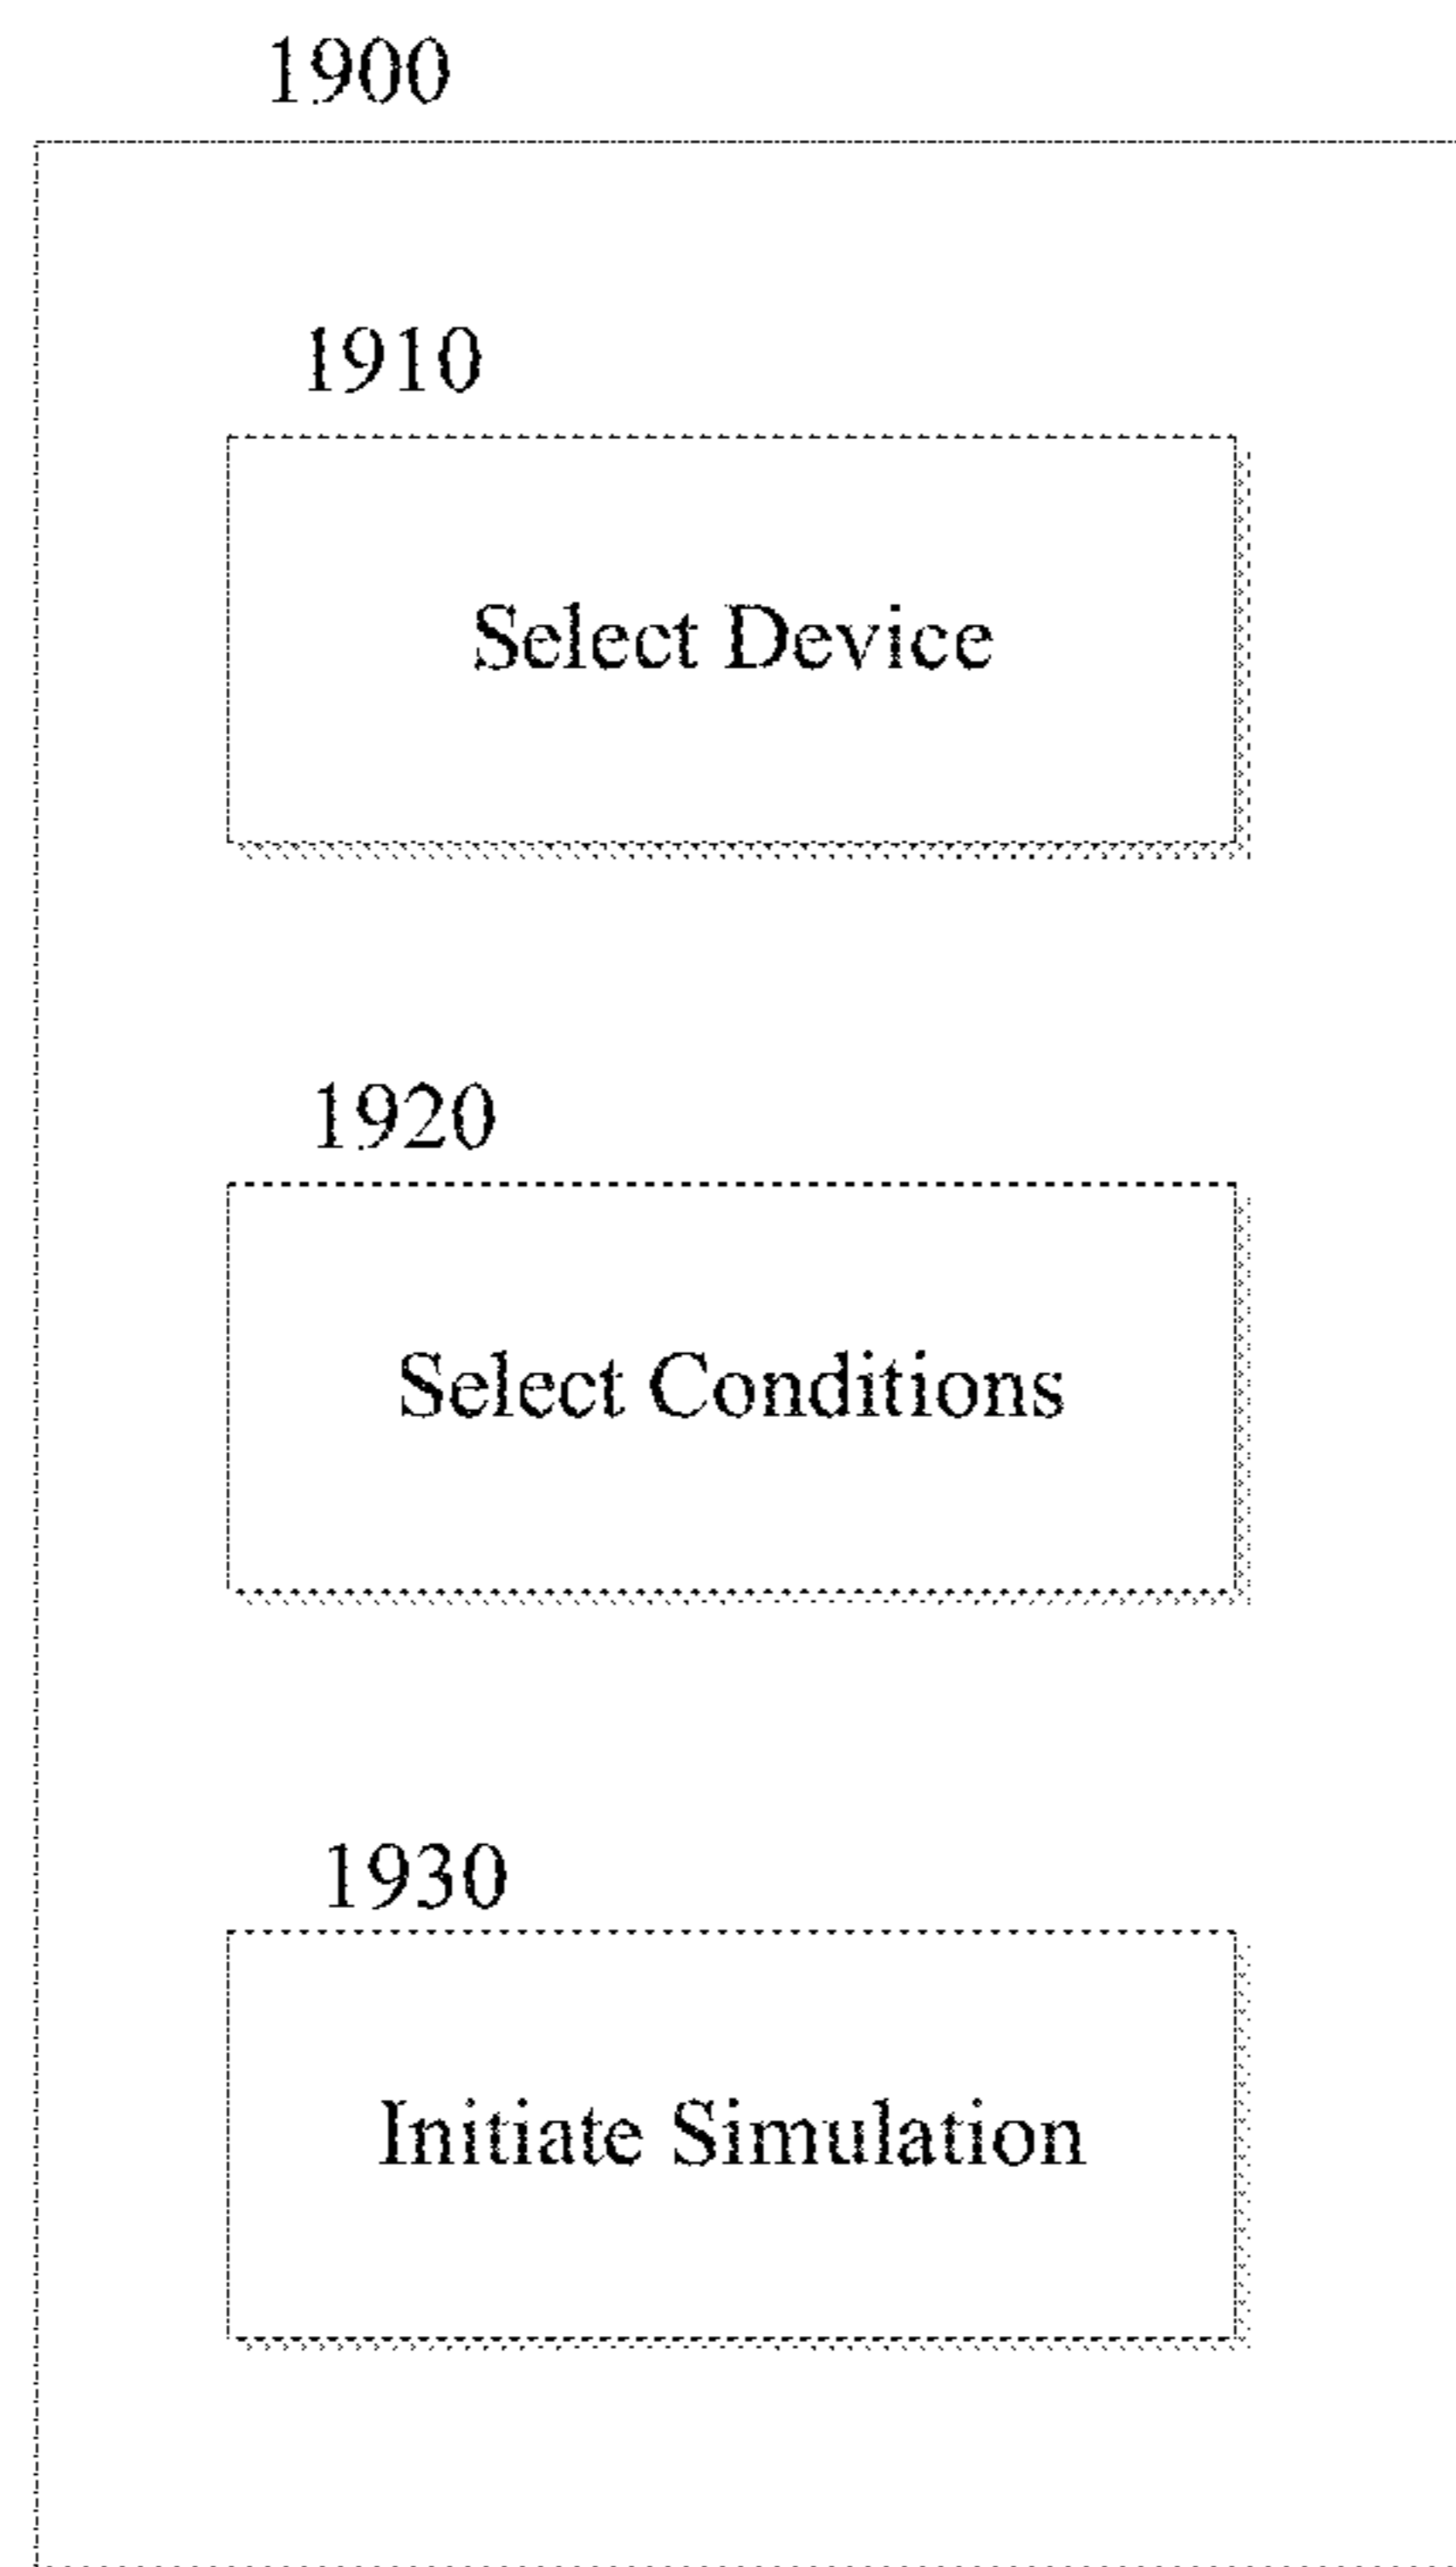 1900
1910
Select Device
1920
Select Conditions
1930
Initiate Simulation